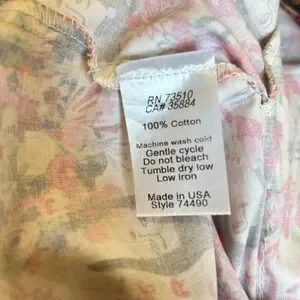 RN 73510
CA# 35884
100% Cotton
Machine wash cold
Gentle cycle
Do not bleach
Tumble dry low
Low iron
Made in USA
Style 74490